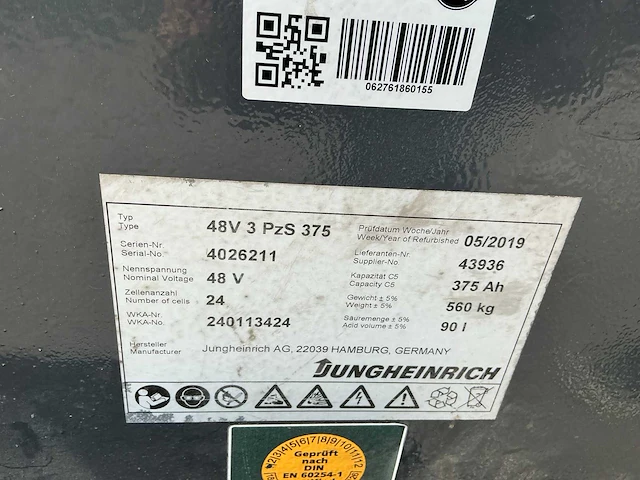 062761860155
Typ
Type
48V 3 PzS 375
Prüfdatum Woche/Jahr
Week/Year of Refurbished
05/2019
Serien-Nr.
Serial-No.
4026211
Lieferanten-Nr.
Supplier-No.
43936
Nennspannung
Nominal Voltage
48 V
Kapazität C5
Capacity C5
375 Ah
Zellenanzahl
Number of cells
24
Gewicht ± 5%
Weight ± 5%
560 kg
WKA-Nr.
WKA-No.
240113424
Säuremenge ± 5%
Acid volume ± 5%
90 l
Hersteller
Manufacturer
Jungheinrich AG, 22039 HAMBURG, GERMANY
JUNGHEINRICH
2 3 4 5 6 7 8 9 10 11 12
Geprüft
nach
DIN
EN 60254-1